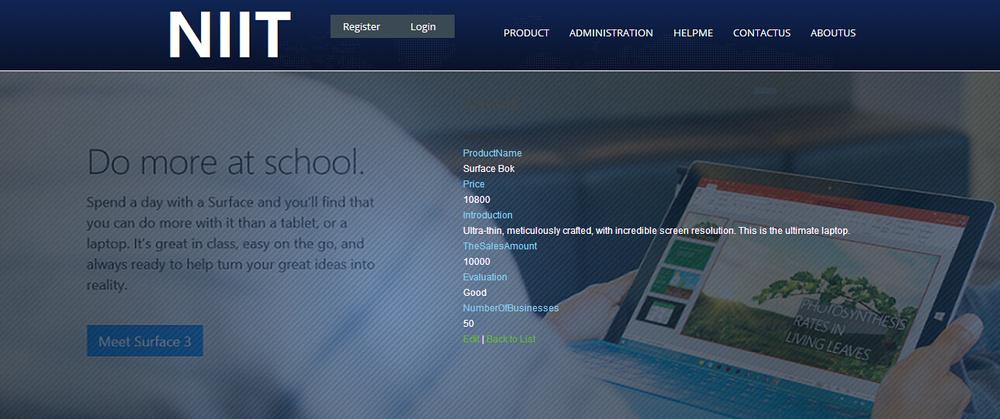 NIIT
Register Login
PRODUCT ADMINISTRATION HELPME CONTACTUS ABOUTUS
Do more at school.
Spend a day with a Surface and you'll find that
you can do more with it than a tablet, or a
laptop. It's great in class, easy on the go, and
always ready to help turn your great ideas into
reality.
Meet Surface 3
Details
ProductName
Surface Bok
Price
10800
Introduction
Ultra-thin, meticulously crafted, with incredible screen resolution. This is the ultimate laptop.
TheSalesAmount
10000
Evaluation
Good
NumberOfBusinesses
50
Edit | Back to List
PHOTOSYNTHESIS
RATES IN
LIVING LEAVES